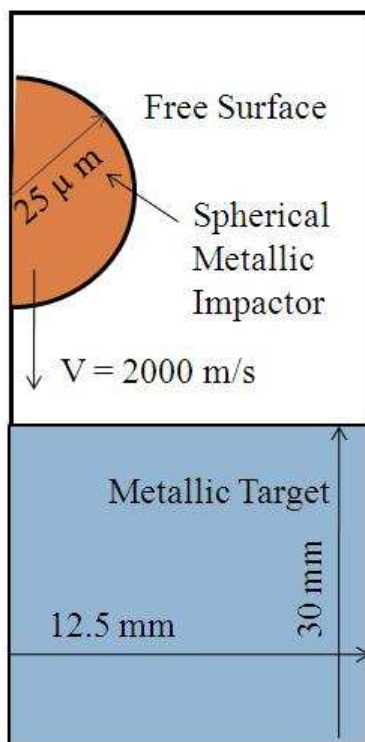 Free Surface
25 μ m
Spherical
Metallic
Impactor
V = 2000 m/s
Metallic Target
30 mm
12.5 mm